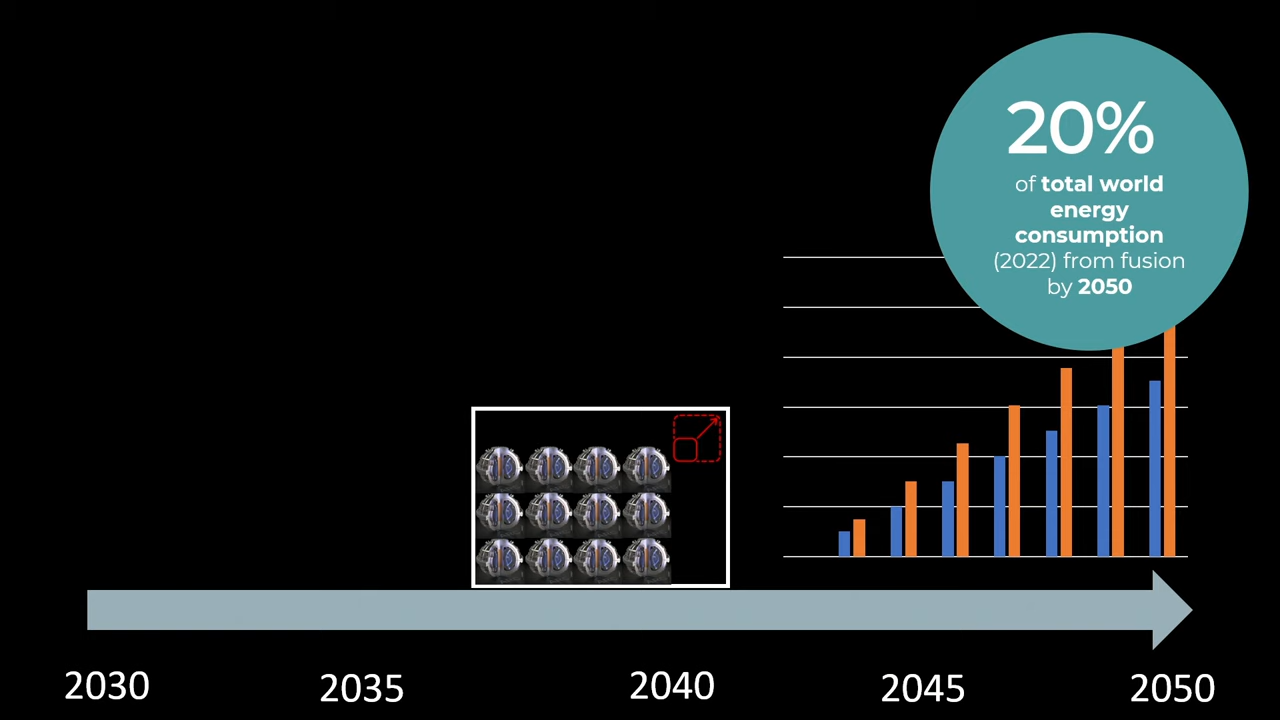 20%
of total world
energy
consumption
(2022) from fusion
by 2050
2030
2035
2040
2045
2050